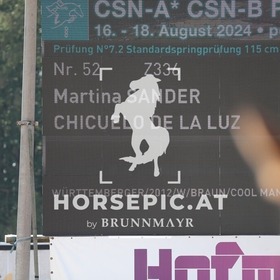 CSN-A* CSN-B
16. - 18. August 2024 •
Prüfung N°7.2 Standardspringprüfung 115 cm
Nr. 52 7334
Martina SANDER
CHICUELO DE LA LUZ
WÜRTTEMBERGER/2012/W/BRAUN/COOL MAN
HORSEPIC.AT
by BRUNNMAYR